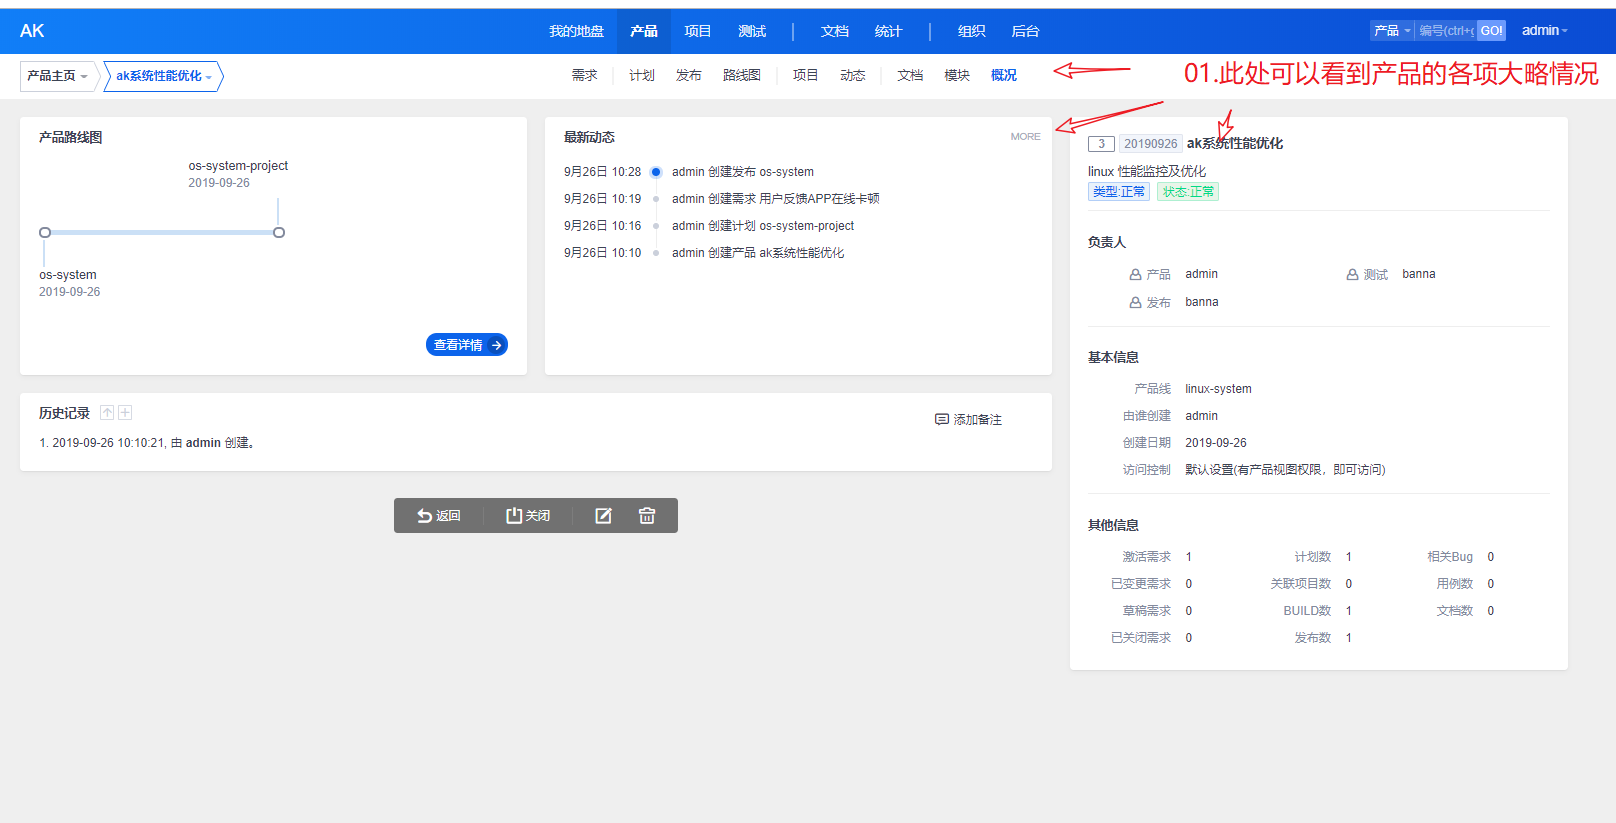 AK
我的地盘 产品 项目 测试 文档 统计 组织 后台
产品 编号(ctrl+g GO! admin
产品主页 ak系统性能优化
需求 计划 发布 路线图 项目 动态 文档 模块 概况
01.此处可以看到产品的各项大略情况
产品路线图
os-system-project
2019-09-26
os-system
2019-09-26
查看详情
最新动态 MORE
9月26日 10:28 admin 创建发布 os-system
9月26日 10:19 admin 创建需求 用户反馈APP在线卡顿
9月26日 10:16 admin 创建计划 os-system-project
9月26日 10:10 admin 创建产品 ak系统性能优化
历史记录
添加备注
1. 2019-09-26 10:10:21, 由 admin 创建。
返回 关闭
3 20190926 ak系统性能优化
linux 性能监控及优化
类型:正常 状态:正常
负责人
产品 admin 测试 banna
发布 banna
基本信息
产品线 linux-system
由谁创建 admin
创建日期 2019-09-26
访问控制 默认设置(有产品视图权限，即可访问)
其他信息
激活需求 1 计划数 1 相关Bug 0
已变更需求 0 关联项目数 0 用例数 0
草稿需求 0 BUILD数 1 文档数 0
已关闭需求 0 发布数 1